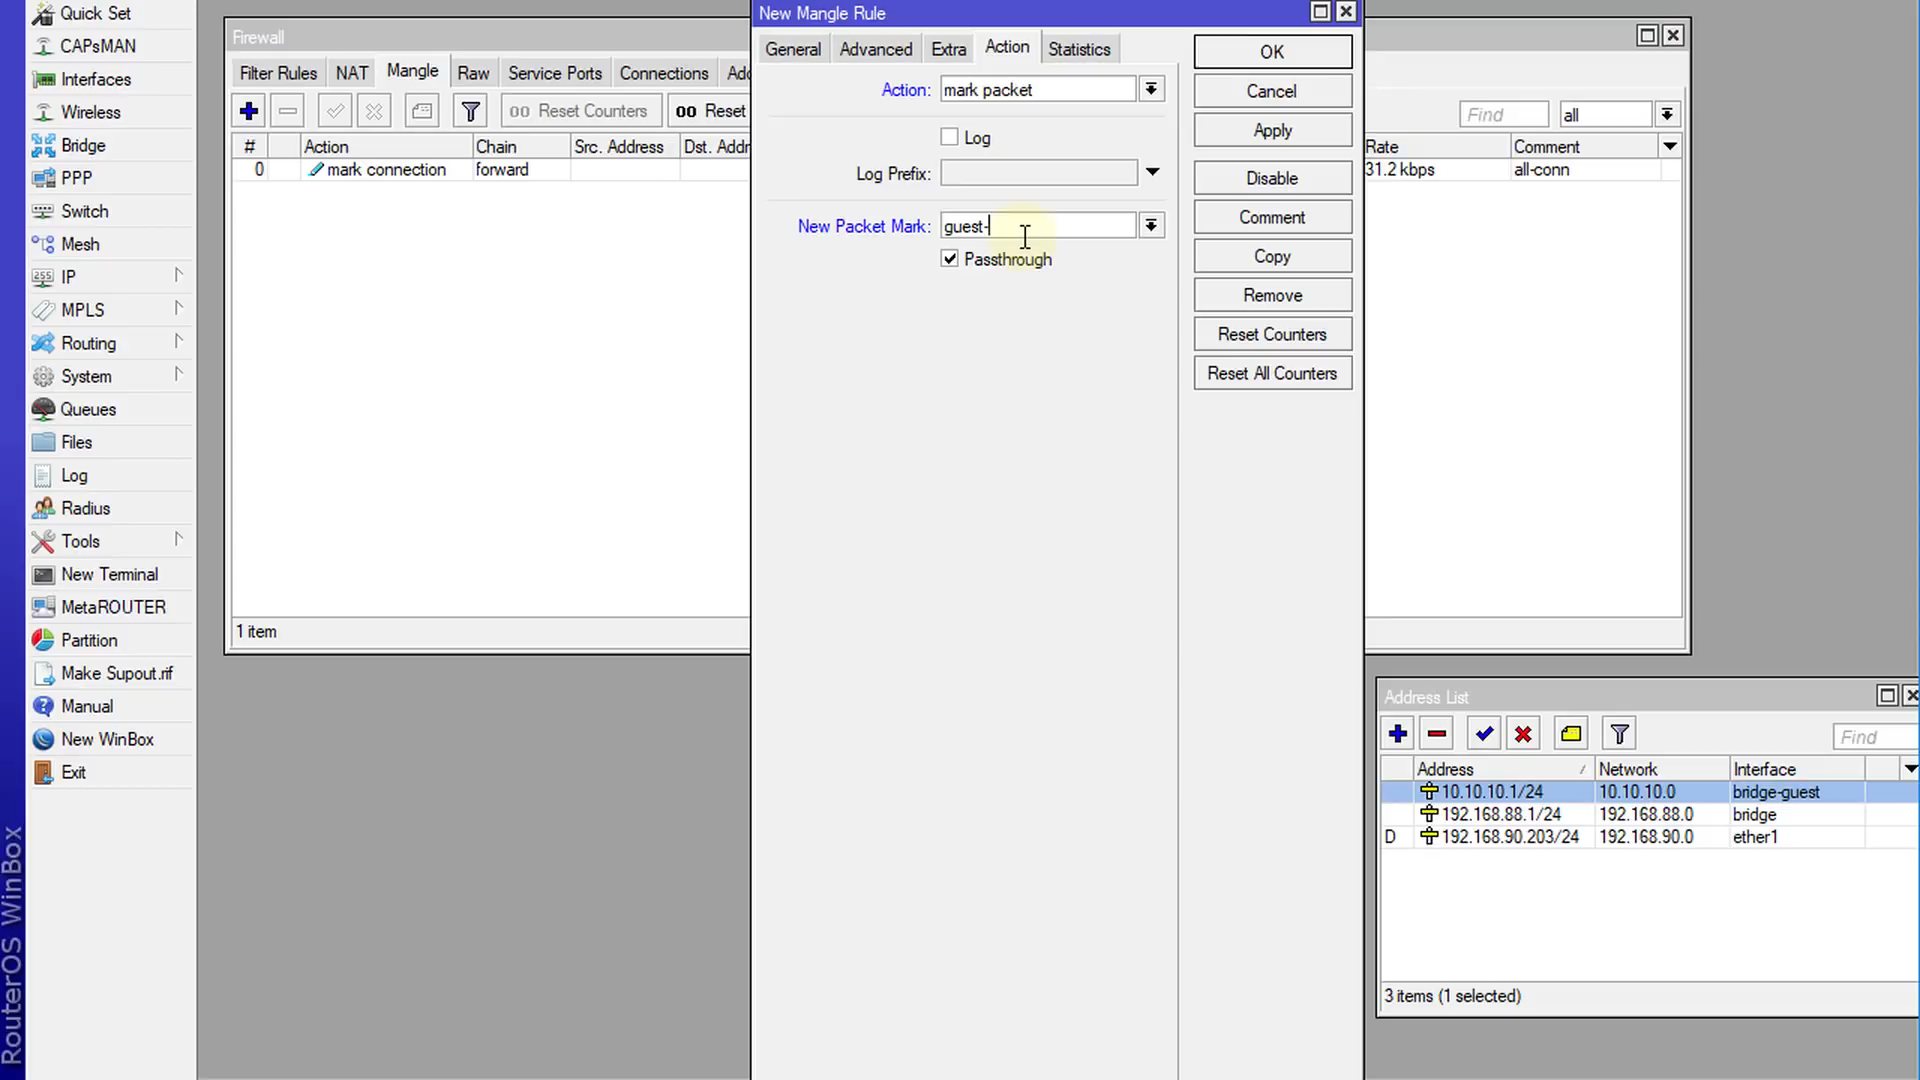 Quick Set
CAPsMAN
Interfaces
Wireless
Bridge
PPP
Switch
Mesh
255 IP
MPLS
Routing
System
Queues
Files
Log
Radius
Tools
New Terminal
MetaROUTER
Partition
Make Supout.rif
Manual
New WinBox
Exit
RouterOS WinBox
Firewall
Filter Rules NAT Mangle Raw Service Ports Connections
00 Reset Counters 00 Reset
Find all
# Action Chain Src. Address Dst. Addr
Rate Comment
0 mark connection forward
31.2 kbps all-conn
1 item
New Mangle Rule
General Advanced Extra Action Statistics
Action: mark packet
Log
Log Prefix:
New Packet Mark: guest-
Passthrough
OK
Cancel
Apply
Disable
Comment
Copy
Remove
Reset Counters
Reset All Counters
Address List
Find
Address / Network Interface
10.10.10.1/24 10.10.10.0 bridge-guest
192.168.88.1/24 192.168.88.0 bridge
D 192.168.90.203/24 192.168.90.0 ether1
3 items (1 selected)